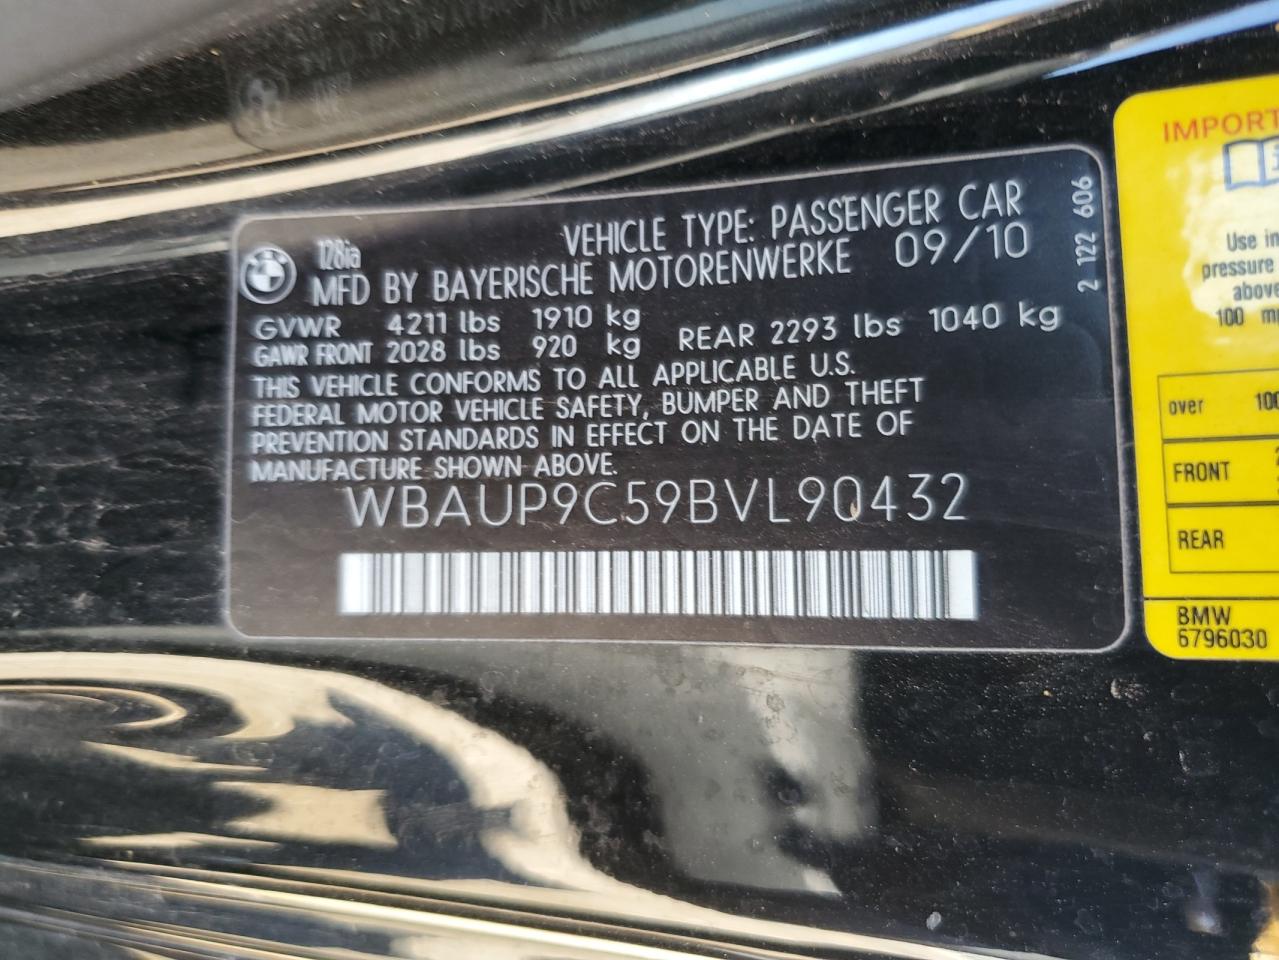 128ia
VEHICLE TYPE: PASSENGER CAR
MFD BY BAYERISCHE MOTORENWERKE 09/10
GVWR 4211 lbs 1910 kg
GAWR FRONT 2028 lbs 920 kg REAR 2293 lbs 1040 kg
THIS VEHICLE CONFORMS TO ALL APPLICABLE U.S.
FEDERAL MOTOR VEHICLE SAFETY, BUMPER AND THEFT
PREVENTION STANDARDS IN EFFECT ON THE DATE OF
MANUFACTURE SHOWN ABOVE.
WBAUP9C59BVL90432
2 122 606
IMPORT
Use in
pressure
above
100 m
over 100
FRONT
REAR
BMW
6796030